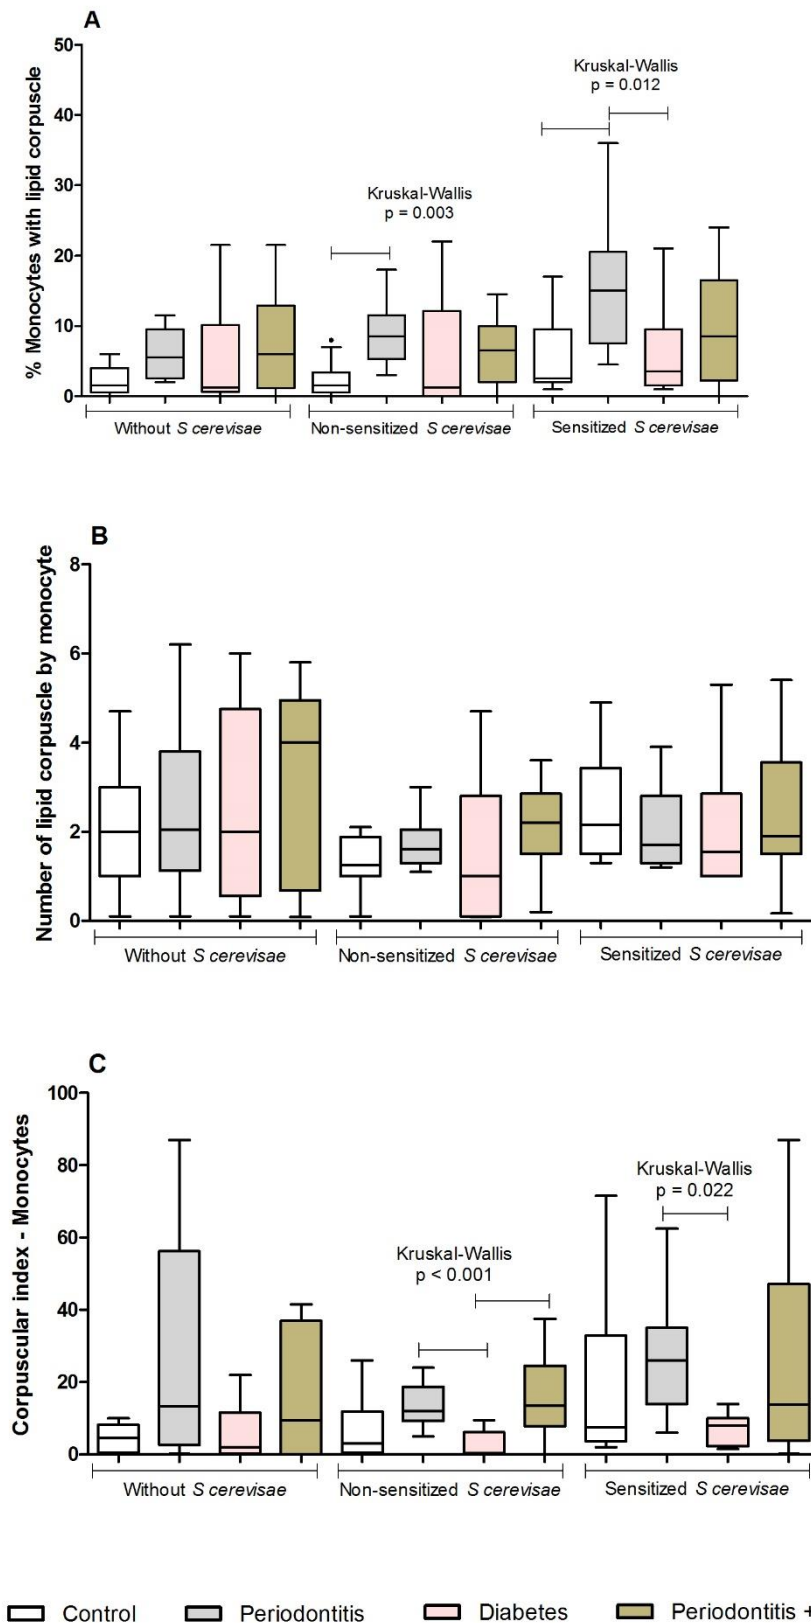 A
% Monocytes with lipid corpuscle
50
40
30
20
10
0
Kruskal-Wallis
p = 0.012
Kruskal-Wallis
p = 0.003
Without S cerevisae
Non-sensitized S cerevisae
Sensitized S cerevisae
B
Number of lipid corpuscle by monocyte
8
6
4
2
0
Without S cerevisae
Non-sensitized S cerevisae
Sensitized S cerevisae
C
Corpuscular index - Monocytes
100
80
60
40
20
0
Kruskal-Wallis
p = 0.022
Kruskal-Wallis
p < 0.001
Without S cerevisae
Non-sensitized S cerevisae
Sensitized S cerevisae
Control Periodontitis Diabetes Periodontitis +